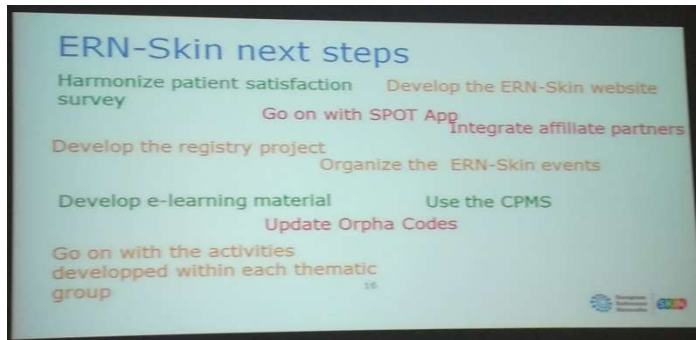 ERN-Skin next steps
Harmonize patient satisfaction
survey
Develop the ERN-Skin website
Go on with SPOT App
Integrate affiliate partners
Develop the registry project
Organize the ERN-Skin events
Develop e-learning material
Use the CPMS
Update Orpha Codes
Go on with the activities
developped within each thematic
group
16
SKIN